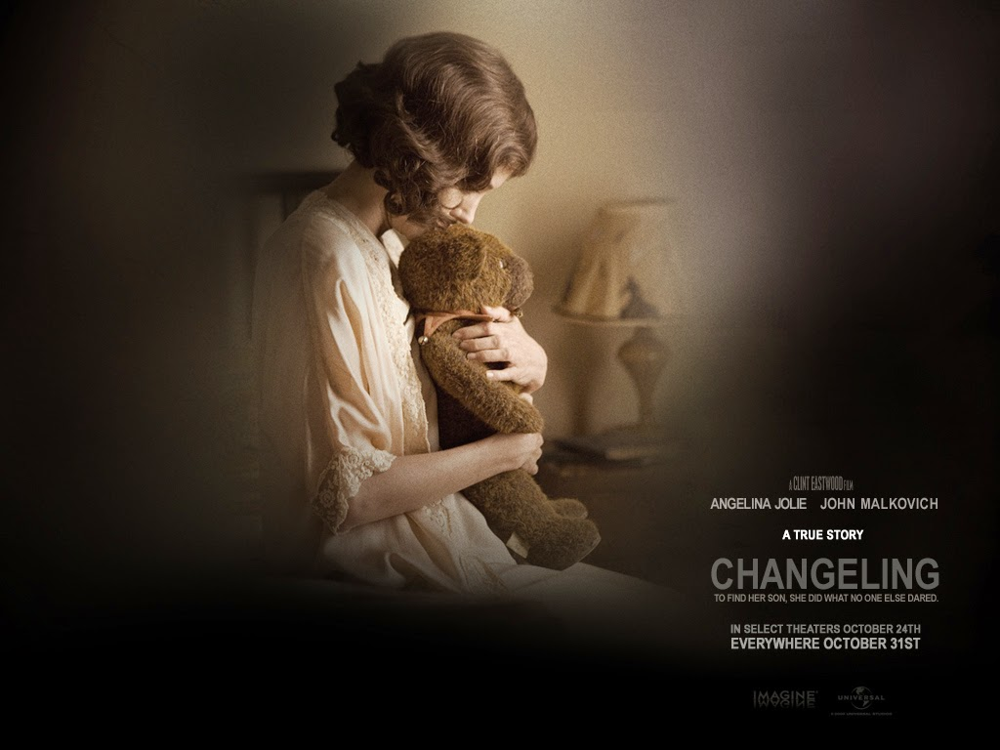 A CLINT EASTWOOD FILM
ANGELINA JOLIE JOHN MALKOVICH
A TRUE STORY
CHANGELING
TO FIND HER SON, SHE DID WHAT NO ONE ELSE DARED.
IN SELECT THEATERS OCTOBER 24TH
EVERYWHERE OCTOBER 31ST
IMAGINE
UNIVERSAL